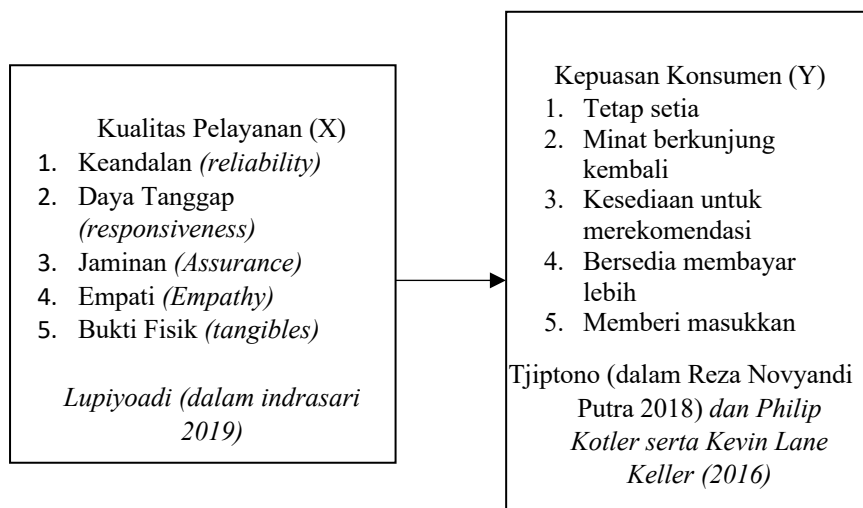 Kualitas Pelayanan (X)
1. Keandalan (reliability)
2. Daya Tanggap
(responsiveness)
3. Jaminan (Assurance)
4. Empati (Empathy)
5. Bukti Fisik (tangibles)
Lupiyoadi (dalam indrasari
2019)
Kepuasan Konsumen (Y)
1. Tetap setia
2. Minat berkunjung
kembali
3. Kesediaan untuk
merekomendasi
4. Bersedia membayar
lebih
5. Memberi masukkan
Tjiptono (dalam Reza Novyandi
Putra 2018) dan Philip
Kotler serta Kevin Lane
Keller (2016)